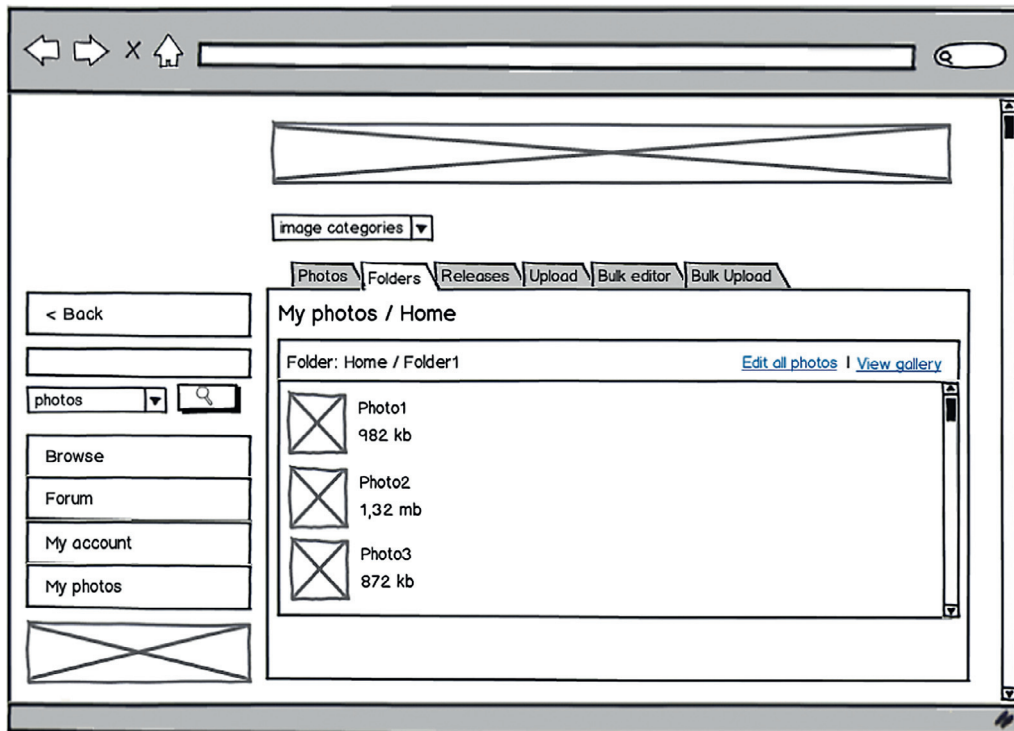 image categories
Photos Folders Releases Upload Bulk editor Bulk Upload
< Back
photos
Browse
Forum
My account
My photos
My photos / Home
Folder: Home / Folder1 Edit all photos | View gallery
Photo1
982 kb
Photo2
1,32 mb
Photo3
872 kb